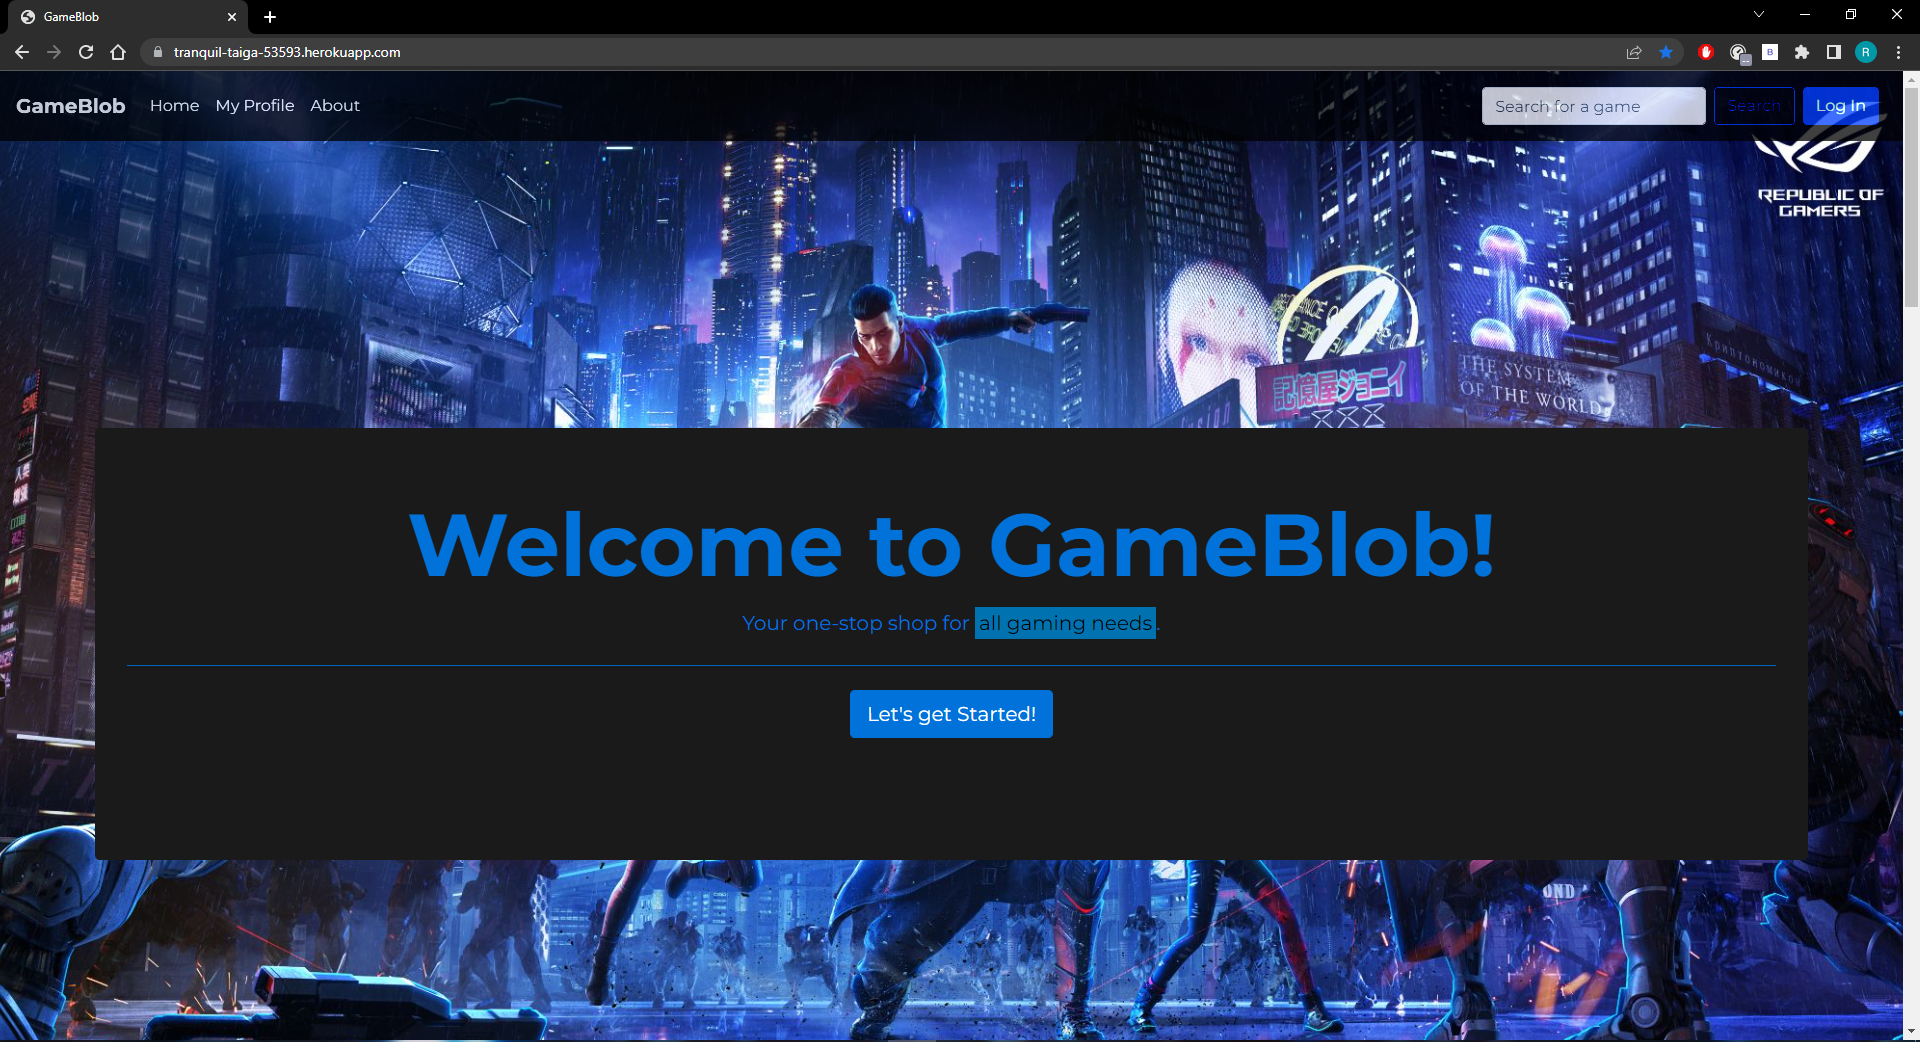 GameBlob
tranquil-taiga-53593.herokuapp.com
B
R
GameBlob Home My Profile About
Search for a game Search Log In
REPUBLIC OF
GAMERS
Криптономикон
THE SYSTEM
OF THE WORLD
記憶屋ジョニイ
Welcome to GameBlob!
Your one-stop shop for all gaming needs.
Let's get Started!
OND